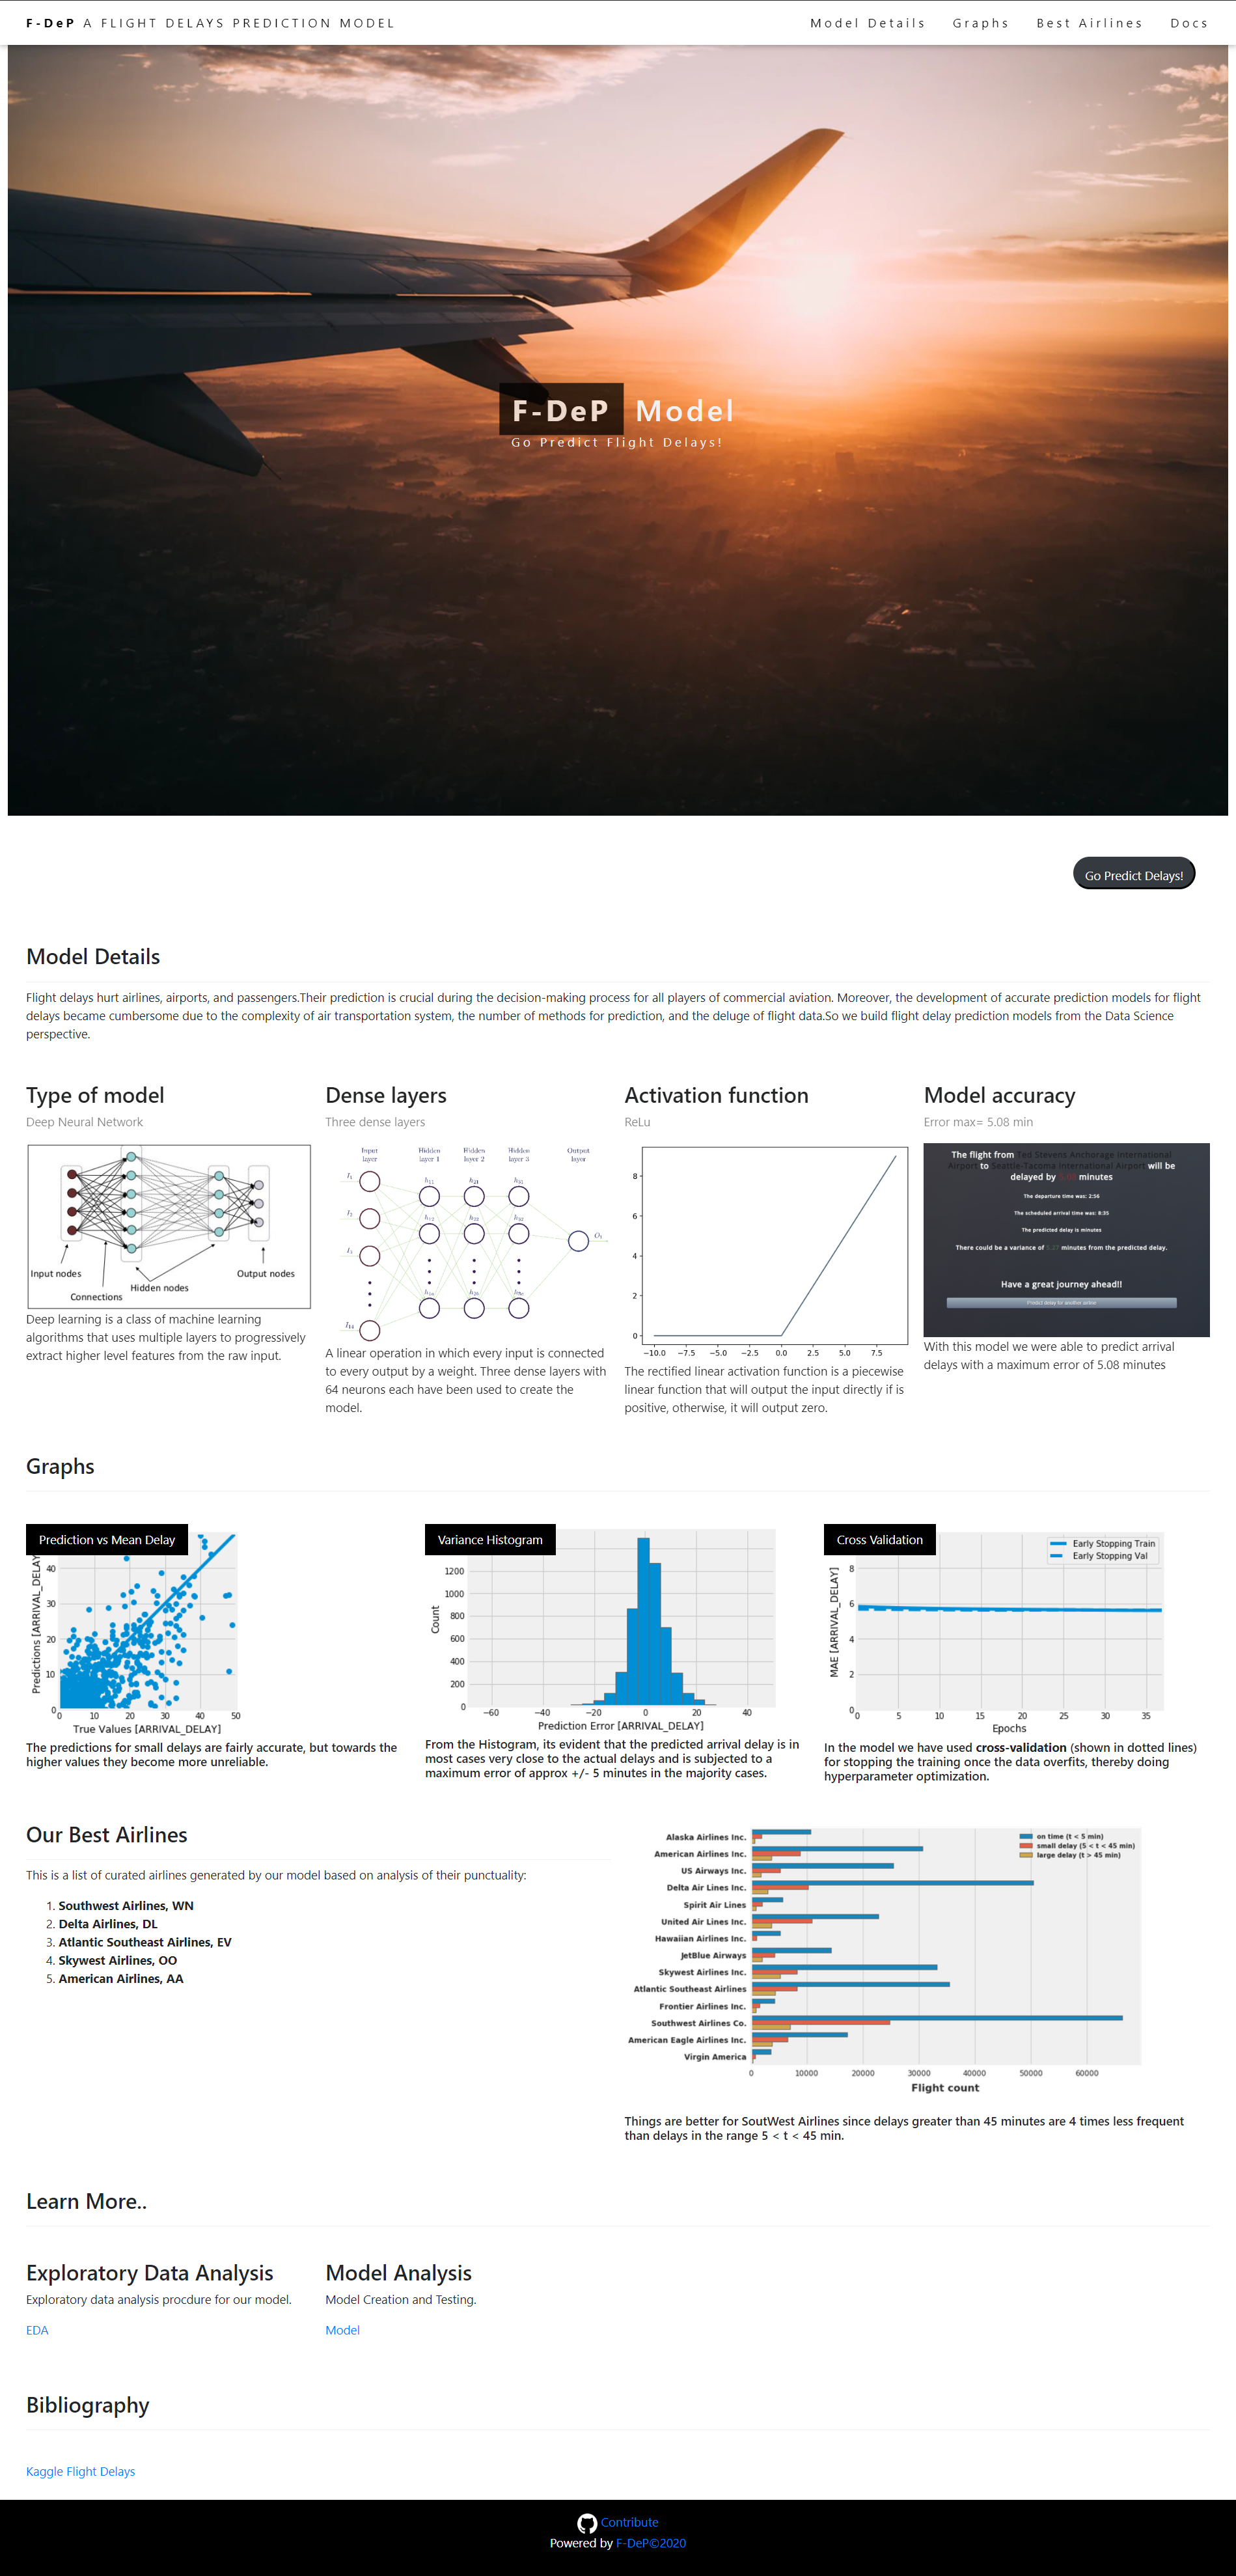 F-DeP A FLIGHT DELAYS PREDICTION MODEL
Model Details Graphs Best Airlines Docs
F-DeP Model
Go Predict Flight Delays!
Go Predict Delays!
Model Details
Flight delays hurt airlines, airports, and passengers.Their prediction is crucial during the decision-making process for all players of commercial aviation. Moreover, the development of accurate prediction models for flight
delays became cumbersome due to the complexity of air transportation system, the number of methods for prediction, and the deluge of flight data.So we build flight delay prediction models from the Data Science
perspective.
Type of model
Deep Neural Network
Input nodes
Connections
Hidden nodes
Output nodes
Deep learning is a class of machine learning
algorithms that uses multiple layers to progressively
extract higher level features from the raw input.
Dense layers
Three dense layers
Input layer
Hidden layer 1
Hidden layer 2
Hidden layer 3
Output layer
A linear operation in which every input is connected
to every output by a weight. Three dense layers with
64 neurons each have been used to create the
model.
Activation function
ReLu
8
6
4
2
0
−10.0 −7.5 −5.0 −2.5 0.0 2.5 5.0 7.5
The rectified linear activation function is a piecewise
linear function that will output the input directly if is
positive, otherwise, it will output zero.
Model accuracy
Error max= 5.08 min
The flight from Ted Stevens Anchorage International
Airport to Seattle-Tacoma International Airport will be
delayed by minutes
The departure time was: 2:56
The scheduled arrival time was: 8:35
The predicted delay is minutes
There could be a variance of minutes from the predicted delay.
Have a great journey ahead!!
Predict delay for another airline
With this model we were able to predict arrival
delays with a maximum error of 5.08 minutes
Graphs
Prediction vs Mean Delay
Predictions [ARRIVAL_DELAY
40
30
20
10
0
0 10 20 30 40 50
True Values [ARRIVAL_DELAY]
The predictions for small delays are fairly accurate, but towards the
higher values they become more unreliable.
Variance Histogram
Count
1200
1000
800
600
400
200
0
−60 −40 −20 0 20 40
Prediction Error [ARRIVAL_DELAY]
From the Histogram, its evident that the predicted arrival delay is in
most cases very close to the actual delays and is subjected to a
maximum error of approx +/- 5 minutes in the majority cases.
Cross Validation
Early Stopping Train
Early Stopping Val
MAE [ARRIVAL_DELAY]
8
6
4
2
0
0 5 10 15 20 25 30 35
Epochs
In the model we have used cross-validation (shown in dotted lines)
for stopping the training once the data overfits, thereby doing
hyperparameter optimization.
Our Best Airlines
This is a list of curated airlines generated by our model based on analysis of their punctuality:
1. Southwest Airlines, WN
2. Delta Airlines, DL
3. Atlantic Southeast Airlines, EV
4. Skywest Airlines, OO
5. American Airlines, AA
on time (t < 5 min)
small delay (5 < t < 45 min)
large delay (t > 45 min)
Alaska Airlines Inc.
American Airlines Inc.
US Airways Inc.
Delta Air Lines Inc.
Spirit Air Lines
United Air Lines Inc.
Hawaiian Airlines Inc.
JetBlue Airways
Skywest Airlines Inc.
Atlantic Southeast Airlines
Frontier Airlines Inc.
Southwest Airlines Co.
American Eagle Airlines Inc.
Virgin America
0 10000 20000 30000 40000 50000 60000
Flight count
Things are better for SoutWest Airlines since delays greater than 45 minutes are 4 times less frequent
than delays in the range 5 < t < 45 min.
Learn More..
Exploratory Data Analysis
Exploratory data analysis procdure for our model.
EDA
Model Analysis
Model Creation and Testing.
Model
Bibliography
Kaggle Flight Delays
Contribute
Powered by F-DeP©2020